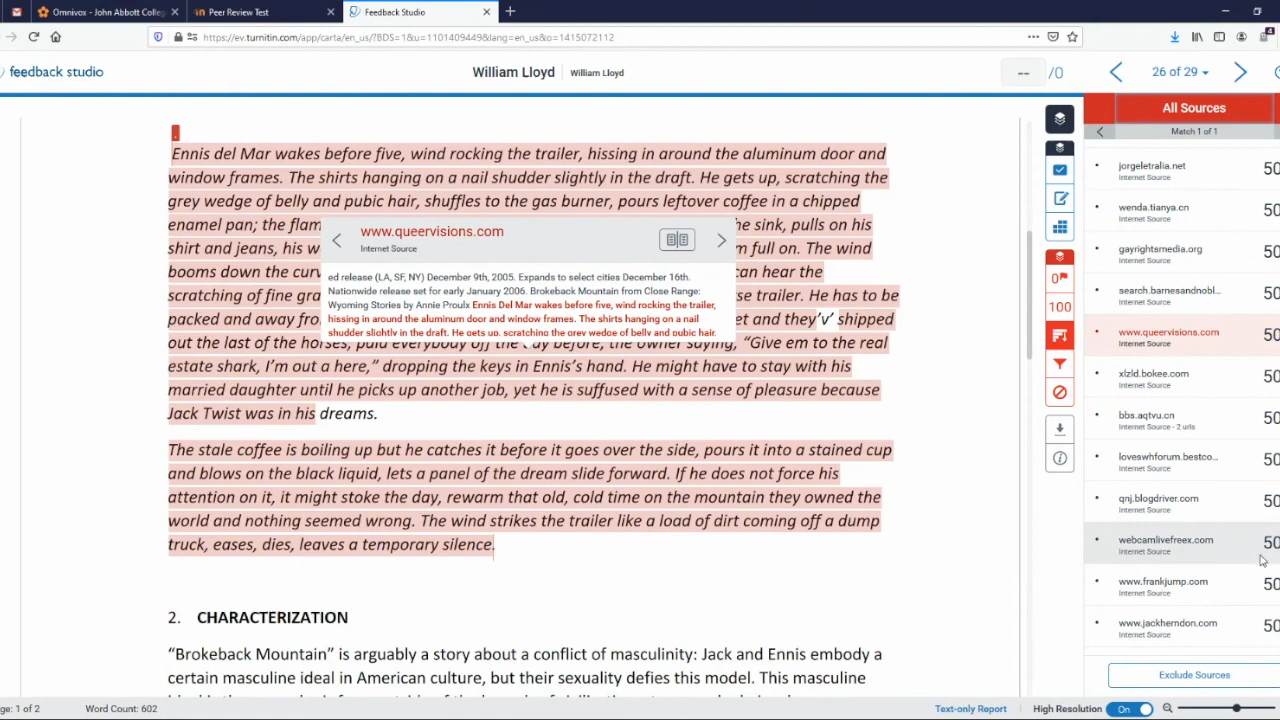 Omnivox - John Abbott Colleg
Peer Review Test
Feedback Studio
https://ev.turnitin.com/app/carta/en_us/?BDS=1&u=1101409449&lang=en_us&o=1415072112
4
feedback studio
William Lloyd
William Lloyd
-- /0
26 of 29
Ennis del Mar wakes before five, wind rocking the trailer, hissing in around the aluminum door and
window frames. The shirts hanging on a nail shudder slightly in the draft. He gets up, scratching the
grey wedge of belly and pubic hair, shuffles to the gas burner, pours leftover coffee in a chipped
enamel pan; the flam
e sink, pulls on his
shirt and jeans, his w
n full on. The wind
booms down the curv
an hear the
scratching of fine gra
se trailer. He has to be
packed and away fro
et and they'v' shipped
out the last of the horses and everybody off the day before, the owner saying, “Give em to the real
estate shark, I’m out a here,” dropping the keys in Ennis’s hand. He might have to stay with his
married daughter until he picks up another job, yet he is suffused with a sense of pleasure because
Jack Twist was in his dreams.
www.queervisions.com
Internet Source
ed release (LA, SF, NY) December 9th, 2005. Expands to select cities December 16th.
Nationwide release set for early January 2006. Brokeback Mountain from Close Range:
Wyoming Stories by Annie Proulx Ennis Del Mar wakes before five, wind rocking the trailer,
hissing in around the aluminum door and window frames. The shirts hanging on a nail
shudder slightly in the draft. He gets up, scratching the grey wedge of belly and pubic hair,
The stale coffee is boiling up but he catches it before it goes over the side, pours it into a stained cup
and blows on the black liquid, lets a panel of the dream slide forward. If he does not force his
attention on it, it might stoke the day, rewarm that old, cold time on the mountain they owned the
world and nothing seemed wrong. The wind strikes the trailer like a load of dirt coming off a dump
truck, eases, dies, leaves a temporary silence.
2. CHARACTERIZATION
“Brokeback Mountain” is arguably a story about a conflict of masculinity: Jack and Ennis embody a
certain masculine ideal in American culture, but their sexuality defies this model. This masculine
0
100
All Sources
Match 1 of 1
jorgeletralia.net 50
Internet Source
wenda.tianya.cn 50
Internet Source
gayrightsmedia.org 50
Internet Source
search.barnesandnobl... 50
Internet Source
www.queervisions.com 50
Internet Source
xlzld.bokee.com 50
Internet Source
bbs.aqtvu.cn 50
Internet Source - 2 urls
loveswhforum.bestco... 50
Internet Source
qnj.blogdriver.com 50
Internet Source
webcamlivefreex.com 50
Internet Source
www.frankjump.com 50
Internet Source
www.jackherndon.com 50
Internet Source
Exclude Sources
ge: 1 of 2
Word Count: 602
Text-only Report
High Resolution
On